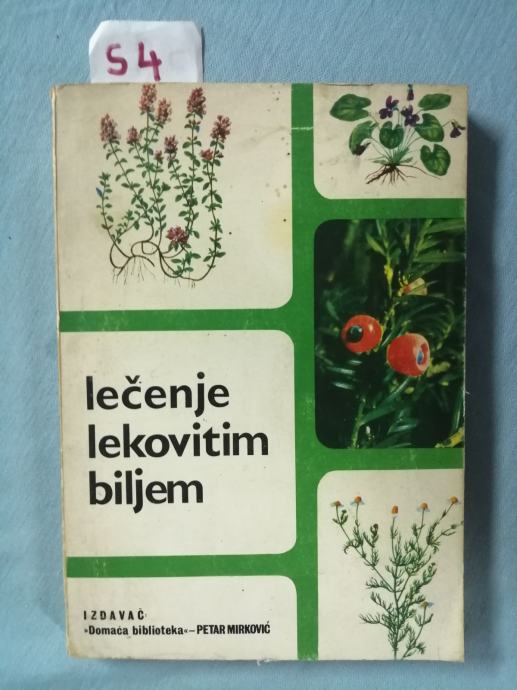 S4
lečenje
lekovitim
biljem
IZDAVAČ
»Domaća biblioteka«—PETAR MIRKOVIĆ